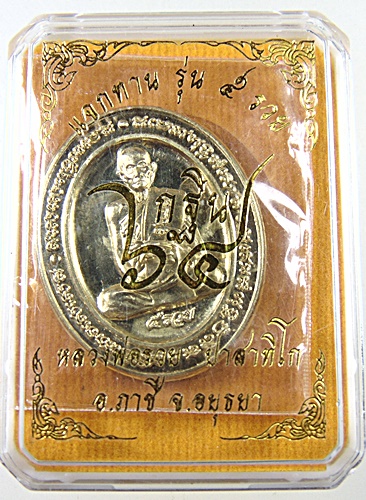 แจกทาน รุ่น ๕ รวย
กฐิน
๖๔
หลวงพ่อรวย ปาสาทิโก
อ.ภาชี จ.อยุธยา